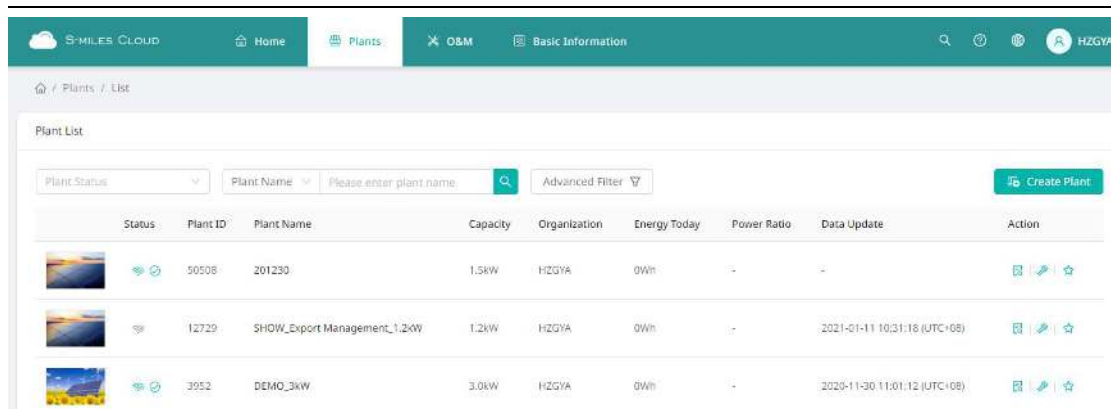 S-MILES CLOUD Home Plants O&M Basic Information HZGYA
/ Plants / List
Plant List
Plant Status Plant Name Please enter plant name Advanced Filter Create Plant
Status Plant ID Plant Name Capacity Organization Energy Today Power Ratio Data Update Action
50508 201230 1.5kW HZGYA 0Wh - -
12729 SHOW_Export Management_1.2kW 1.2kW HZGYA 0Wh - 2021-01-11 10:31:18 (UTC+08)
3952 DEMO_3kW 3.0kW HZGYA 0Wh - 2020-11-30 11:01:12 (UTC+08)